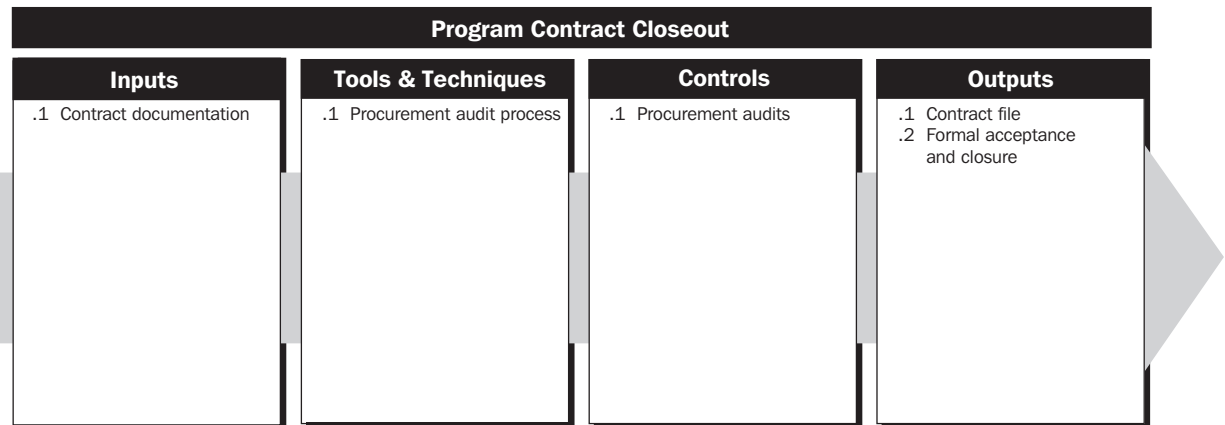 Program Contract Closeout
Inputs
.1 Contract documentation
Tools & Techniques
.1 Procurement audit process
Controls
.1 Procurement audits
Outputs
.1 Contract file
.2 Formal acceptance
and closure